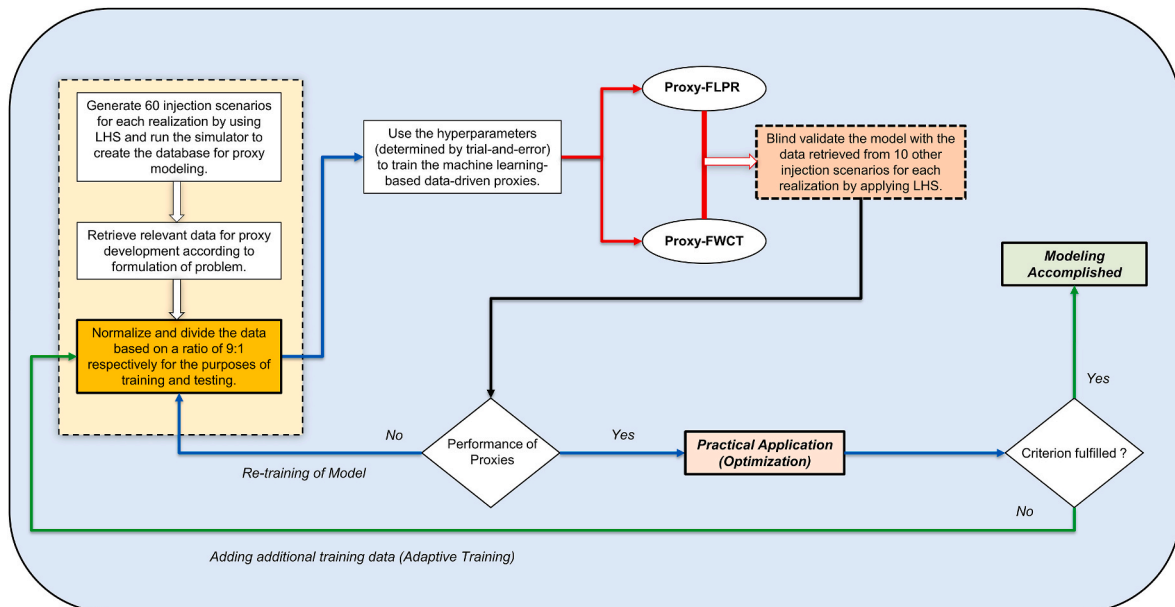 Generate 60 injection scenarios
for each realization by using
LHS and run the simulator to
create the database for proxy
modeling.
Retrieve relevant data for proxy
development according to
formulation of problem.
Normalize and divide the data
based on a ratio of 9:1
respectively for the purposes of
training and testing.
Use the hyperparameters
(determined by trial-and-error)
to train the machine learning-
based data-driven proxies.
Proxy-FLPR
Proxy-FWCT
Blind validate the model with the
data retrieved from 10 other
injection scenarios for each
realization by applying LHS.
Performance of
Proxies
No
Re-training of Model
Yes
Practical Application
(Optimization)
Criterion fulfilled ?
Yes
Modeling
Accomplished
No
Adding additional training data (Adaptive Training)